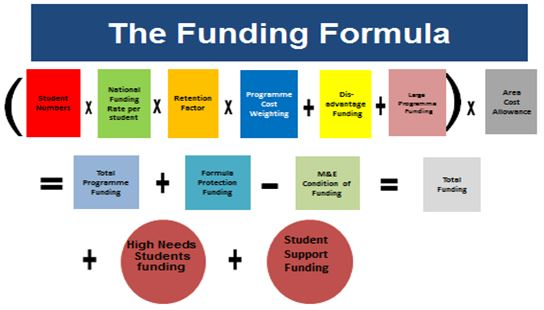 The Funding Formula
( Student Numbers x National Funding Rate per student x Retention Factor x Programme Cost Weighting + Dis-advantage Funding + Large Programme Funding ) x Area Cost Allowance
= Total Programme Funding + Formula Protection Funding – M&E Condition of Funding = Total Funding
+ High Needs Students funding + Student Support Funding